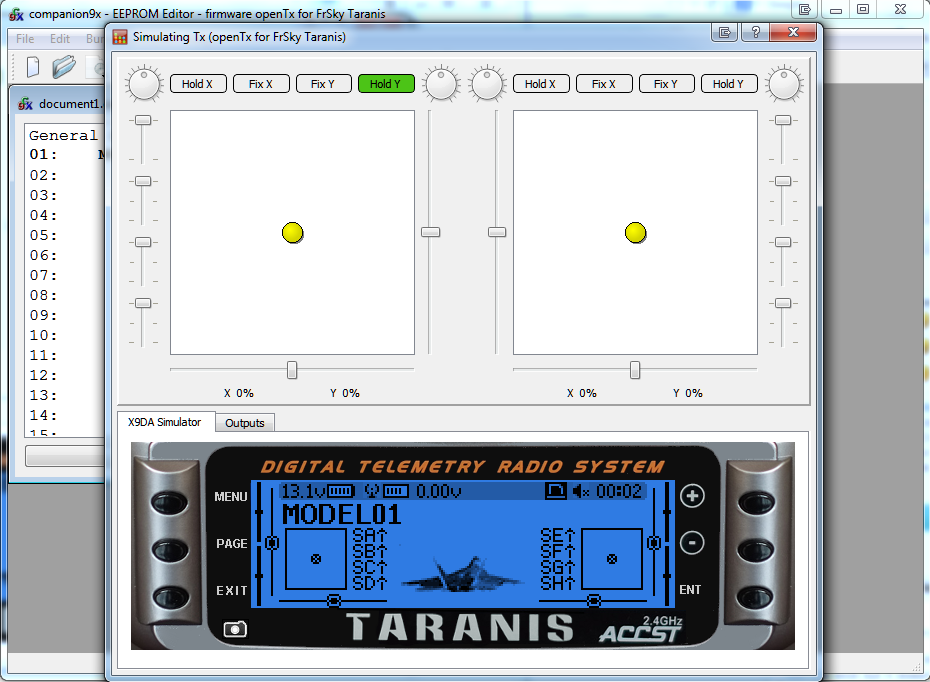 companion9x - EEPROM Editor - firmware openTx for FrSky Taranis
File Edit
Simulating Tx (openTx for FrSky Taranis)
document1.
General
01:
02:
03:
04:
05:
06:
07:
08:
09:
10:
11:
12:
13:
14:
15:
Hold X Fix X Fix Y Hold Y Hold X Fix X Fix Y Hold Y
X 0% Y 0% X 0% Y 0%
X9DA Simulator Outputs
DIGITAL TELEMETRY RADIO SYSTEM
MENU 13.1v 0.00v 00:02 +
MODEL01
PAGE SA↑ SE↑ -
SB↑ SF↑
SC↑ SG↑
EXIT SD↑ SH↑ ENT
TARANIS 2.4GHz
ACCST